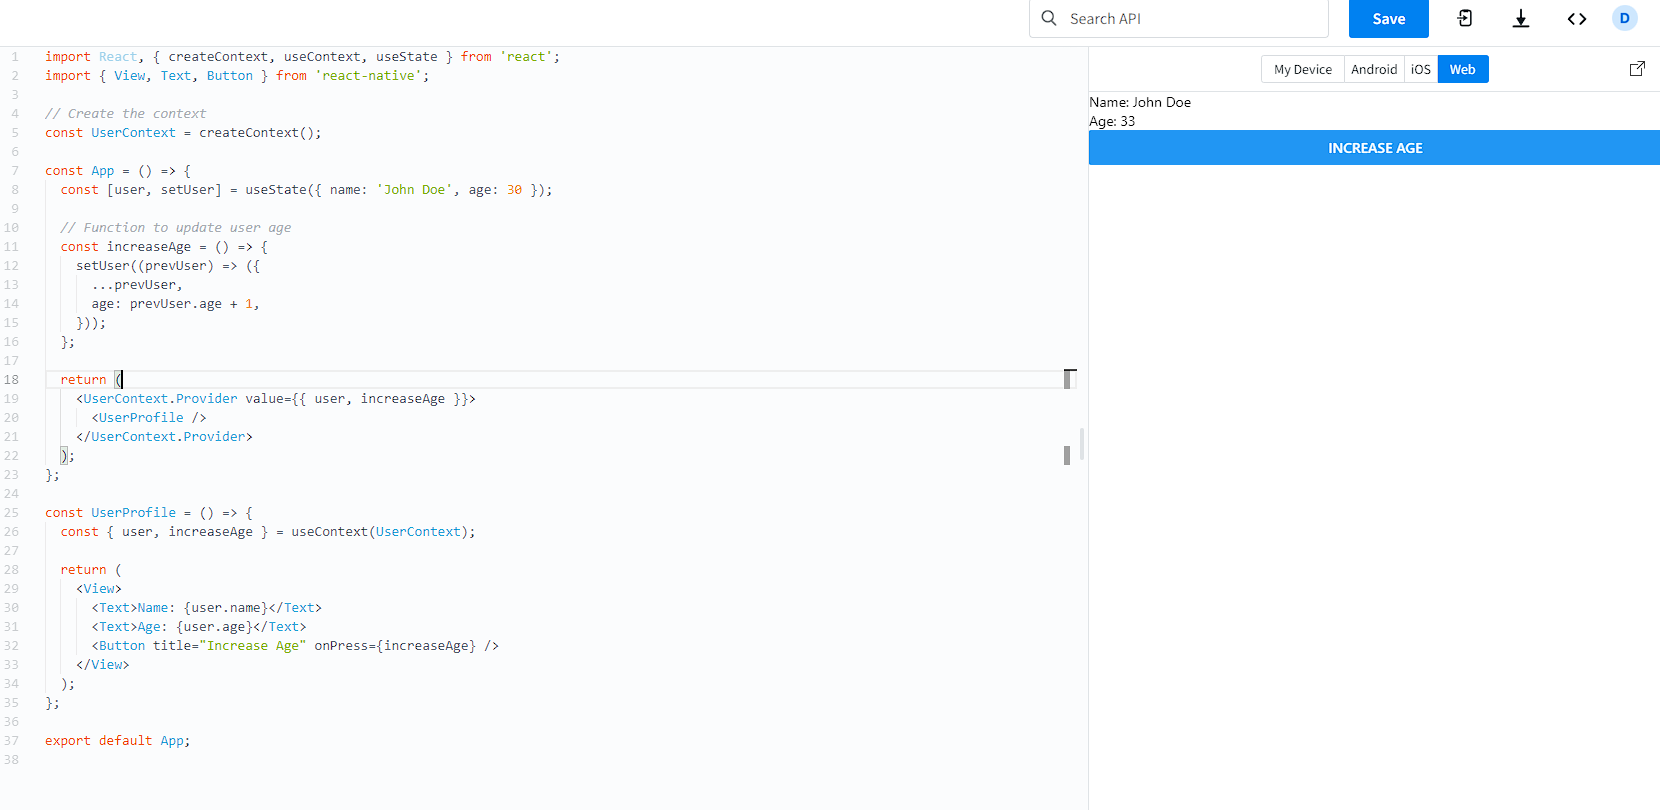 Search API
Save
D
1 import React, { createContext, useContext, useState } from 'react';
2 import { View, Text, Button } from 'react-native';
3
4 // Create the context
5 const UserContext = createContext();
6
7 const App = () => {
8 const [user, setUser] = useState({ name: 'John Doe', age: 30 });
9
10 // Function to update user age
11 const increaseAge = () => {
12 setUser((prevUser) => ({
13 ...prevUser,
14 age: prevUser.age + 1,
15 }));
16 };
17
18 return (
19 <UserContext.Provider value={{ user, increaseAge }}>
20 <UserProfile />
21 </UserContext.Provider>
22 );
23 };
24
25 const UserProfile = () => {
26 const { user, increaseAge } = useContext(UserContext);
27
28 return (
29 <View>
30 <Text>Name: {user.name}</Text>
31 <Text>Age: {user.age}</Text>
32 <Button title="Increase Age" onPress={increaseAge} />
33 </View>
34 );
35 };
36
37 export default App;
38
My Device Android iOS Web
Name: John Doe
Age: 33
INCREASE AGE